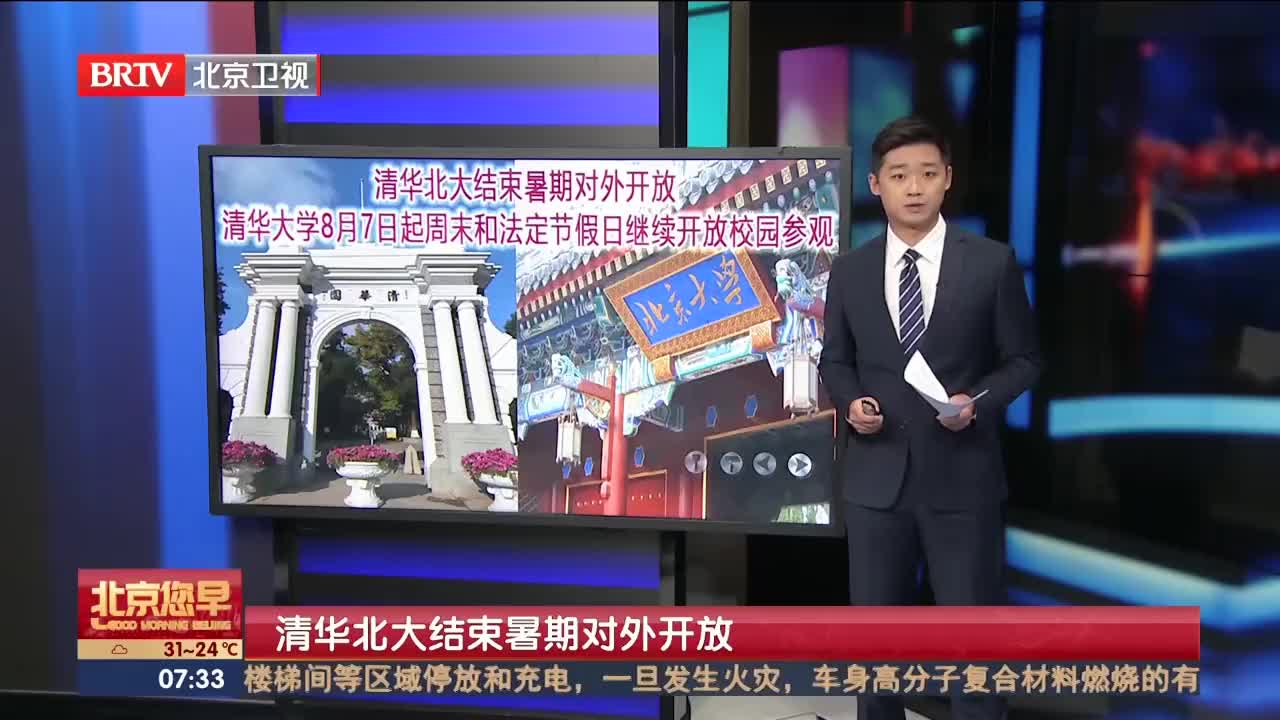 BRTV 北京卫视
清华北大结束暑期对外开放
清华大学8月7日起周末和法定节假日继续开放校园参观
清華園
北京大学
北京您早
GOOD MORNING BEIJING
清华北大结束暑期对外开放
31~24℃
07:33 楼梯间等区域停放和充电，一旦发生火灾，车身高分子复合材料燃烧的有